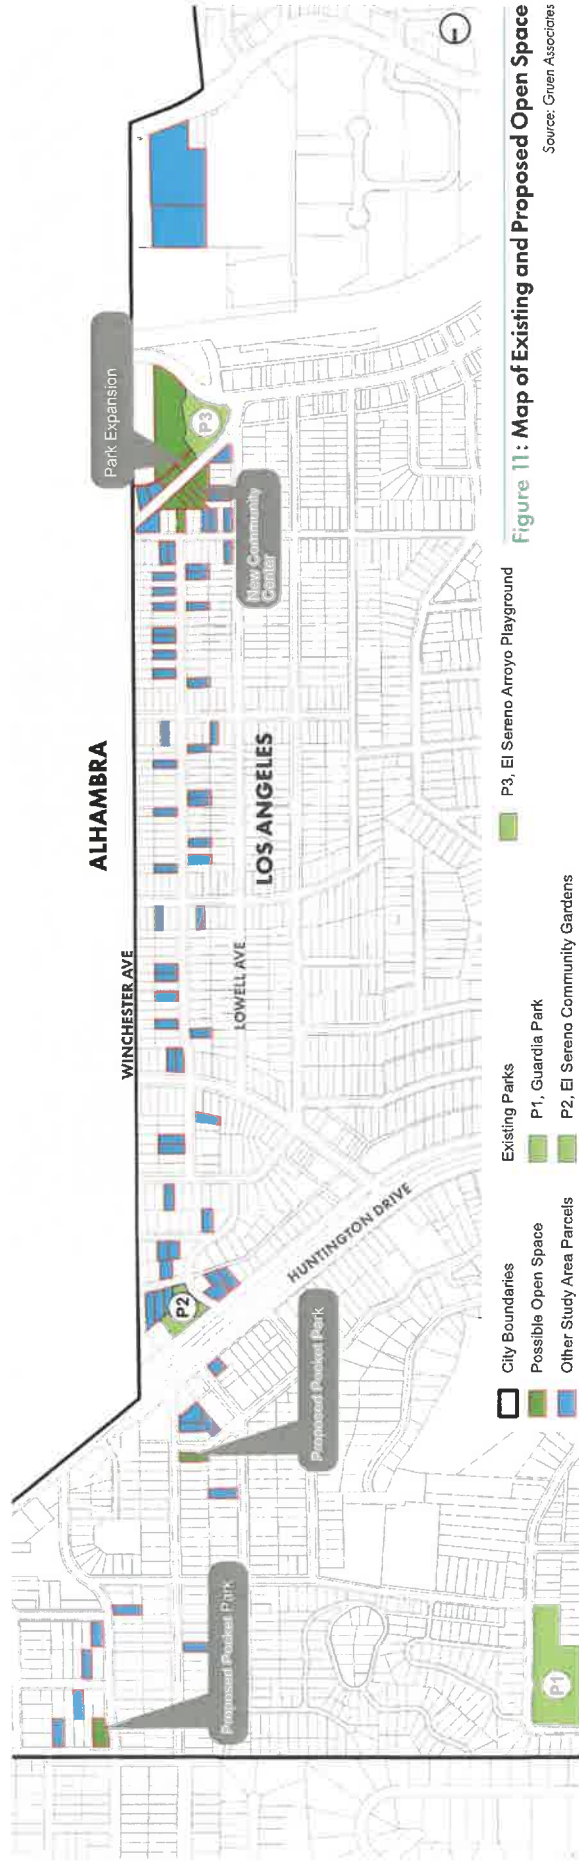 ALHAMBRA
WINCHESTER AVE
LOS ANGELES
LOWELL AVE
HUNTINGTON DRIVE
Park Expansion
New Community
Center
Proposed Pocket Park
Proposed Pocket Park
P1
P2
P3
City Boundaries
Possible Open Space
Other Study Area Parcels
Existing Parks
P1, Guardia Park
P2, El Sereno Community Gardens
P3, El Sereno Arroyo Playground
Figure 11: Map of Existing and Proposed Open Space
Source: Gruen Associates